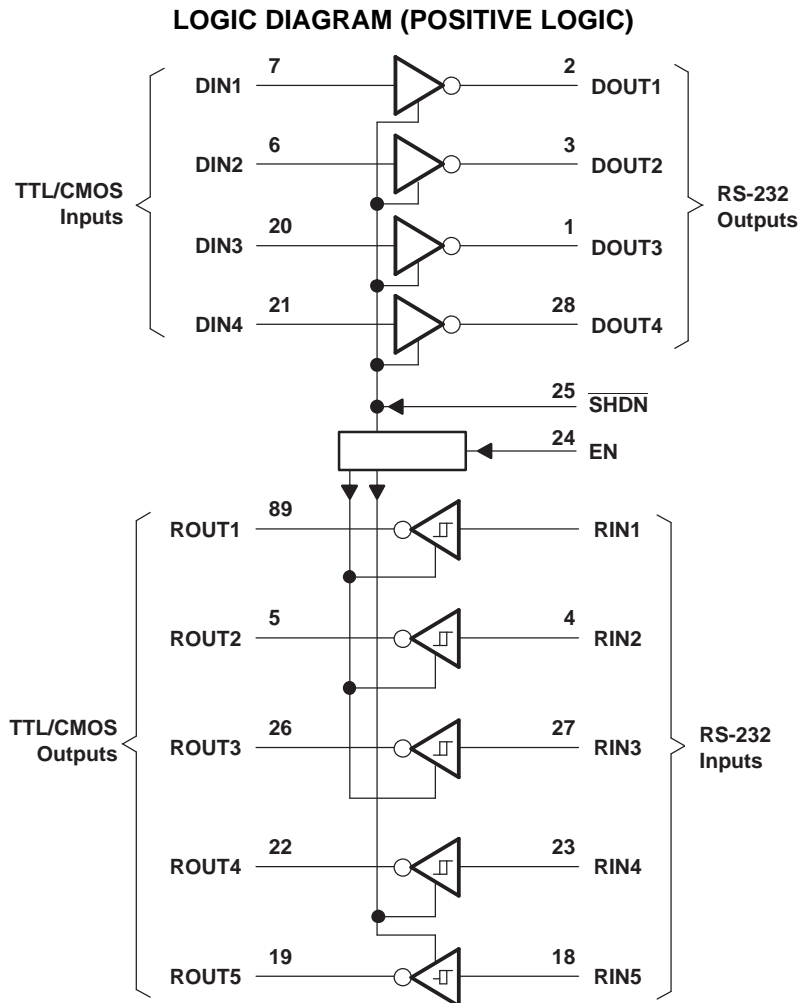 LOGIC DIAGRAM (POSITIVE LOGIC)
DIN1 7 2 DOUT1
DIN2 6 3 DOUT2
TTL/CMOS
Inputs
RS-232
Outputs
DIN3 20 1 DOUT3
DIN4 21 28 DOUT4
25 SHDN
24 EN
ROUT1 89 RIN1
ROUT2 5 4 RIN2
TTL/CMOS
Outputs
ROUT3 26 27 RIN3
RS-232
Inputs
ROUT4 22 23 RIN4
ROUT5 19 18 RIN5